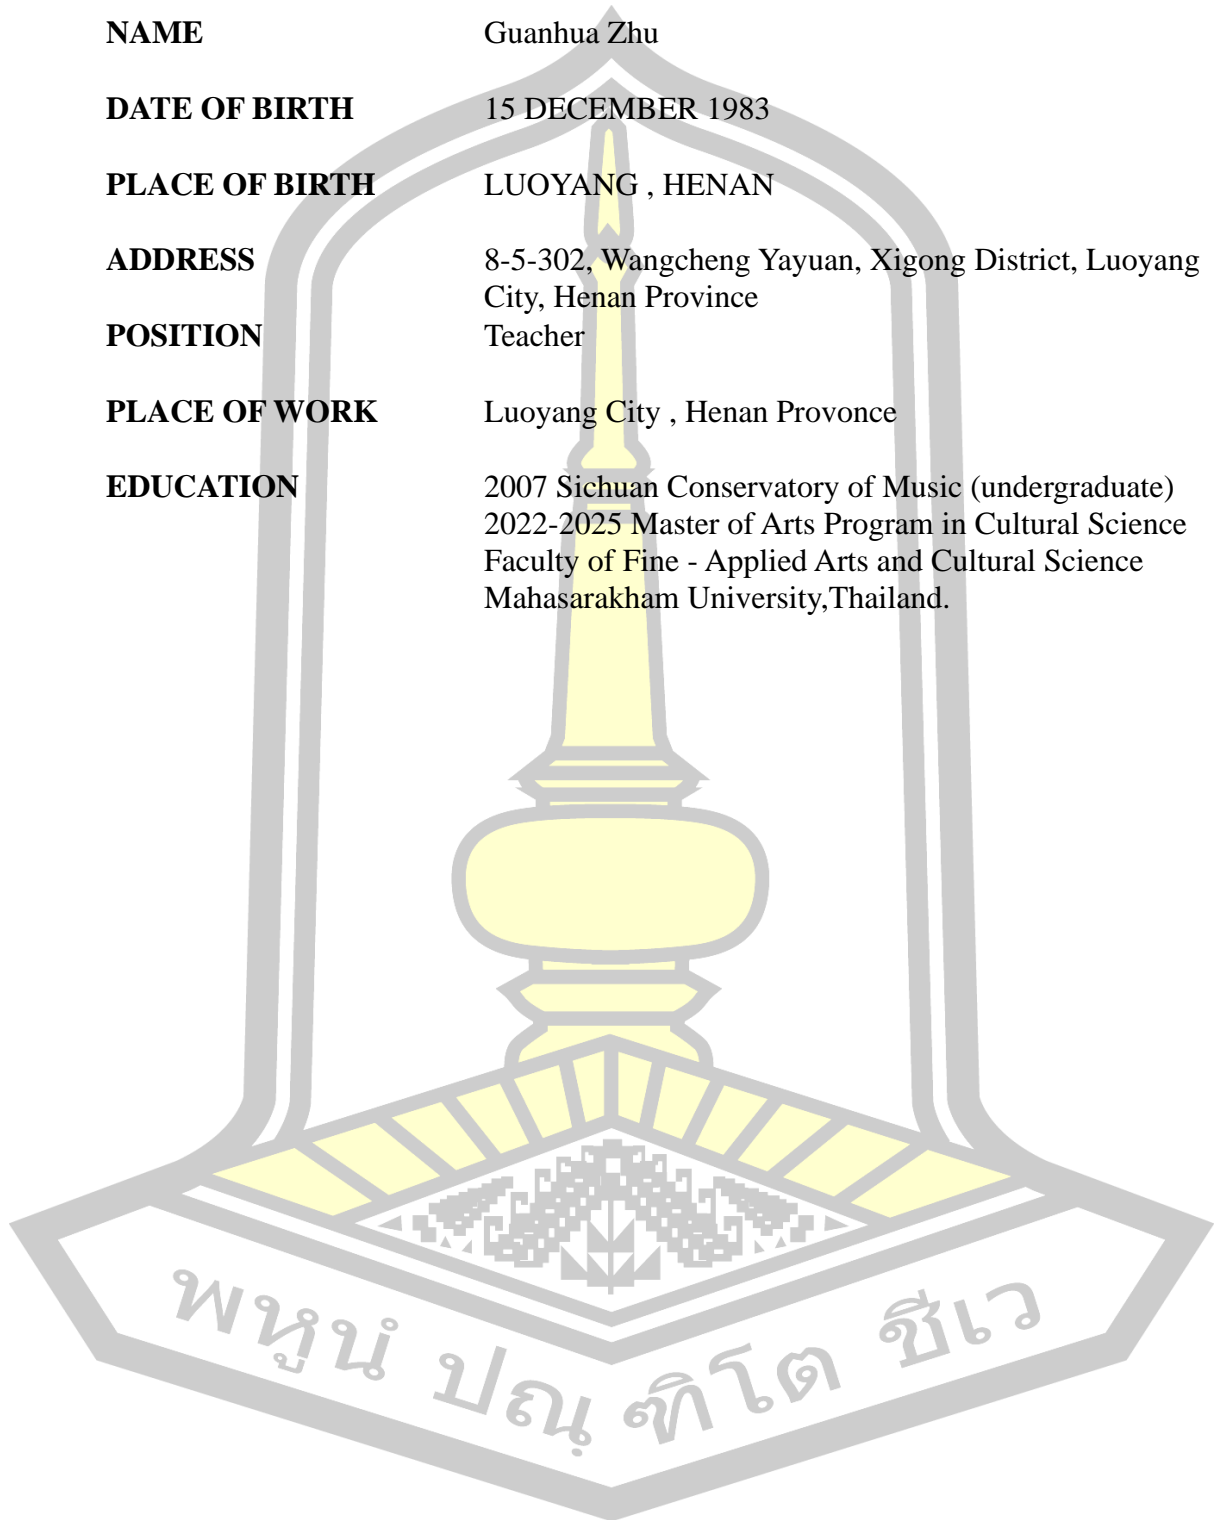 NAME Guanhua Zhu
DATE OF BIRTH 15 DECEMBER 1983
PLACE OF BIRTH LUOYANG , HENAN
ADDRESS 8-5-302, Wangcheng Yayuan, Xigong District, Luoyang
City, Henan Province
POSITION Teacher
PLACE OF WORK Luoyang City , Henan Provonce
EDUCATION 2007 Sichuan Conservatory of Music (undergraduate)
2022-2025 Master of Arts Program in Cultural Science
Faculty of Fine - Applied Arts and Cultural Science
Mahasarakham University,Thailand.
พหูนํ ปณฺฑิโต ชีเว